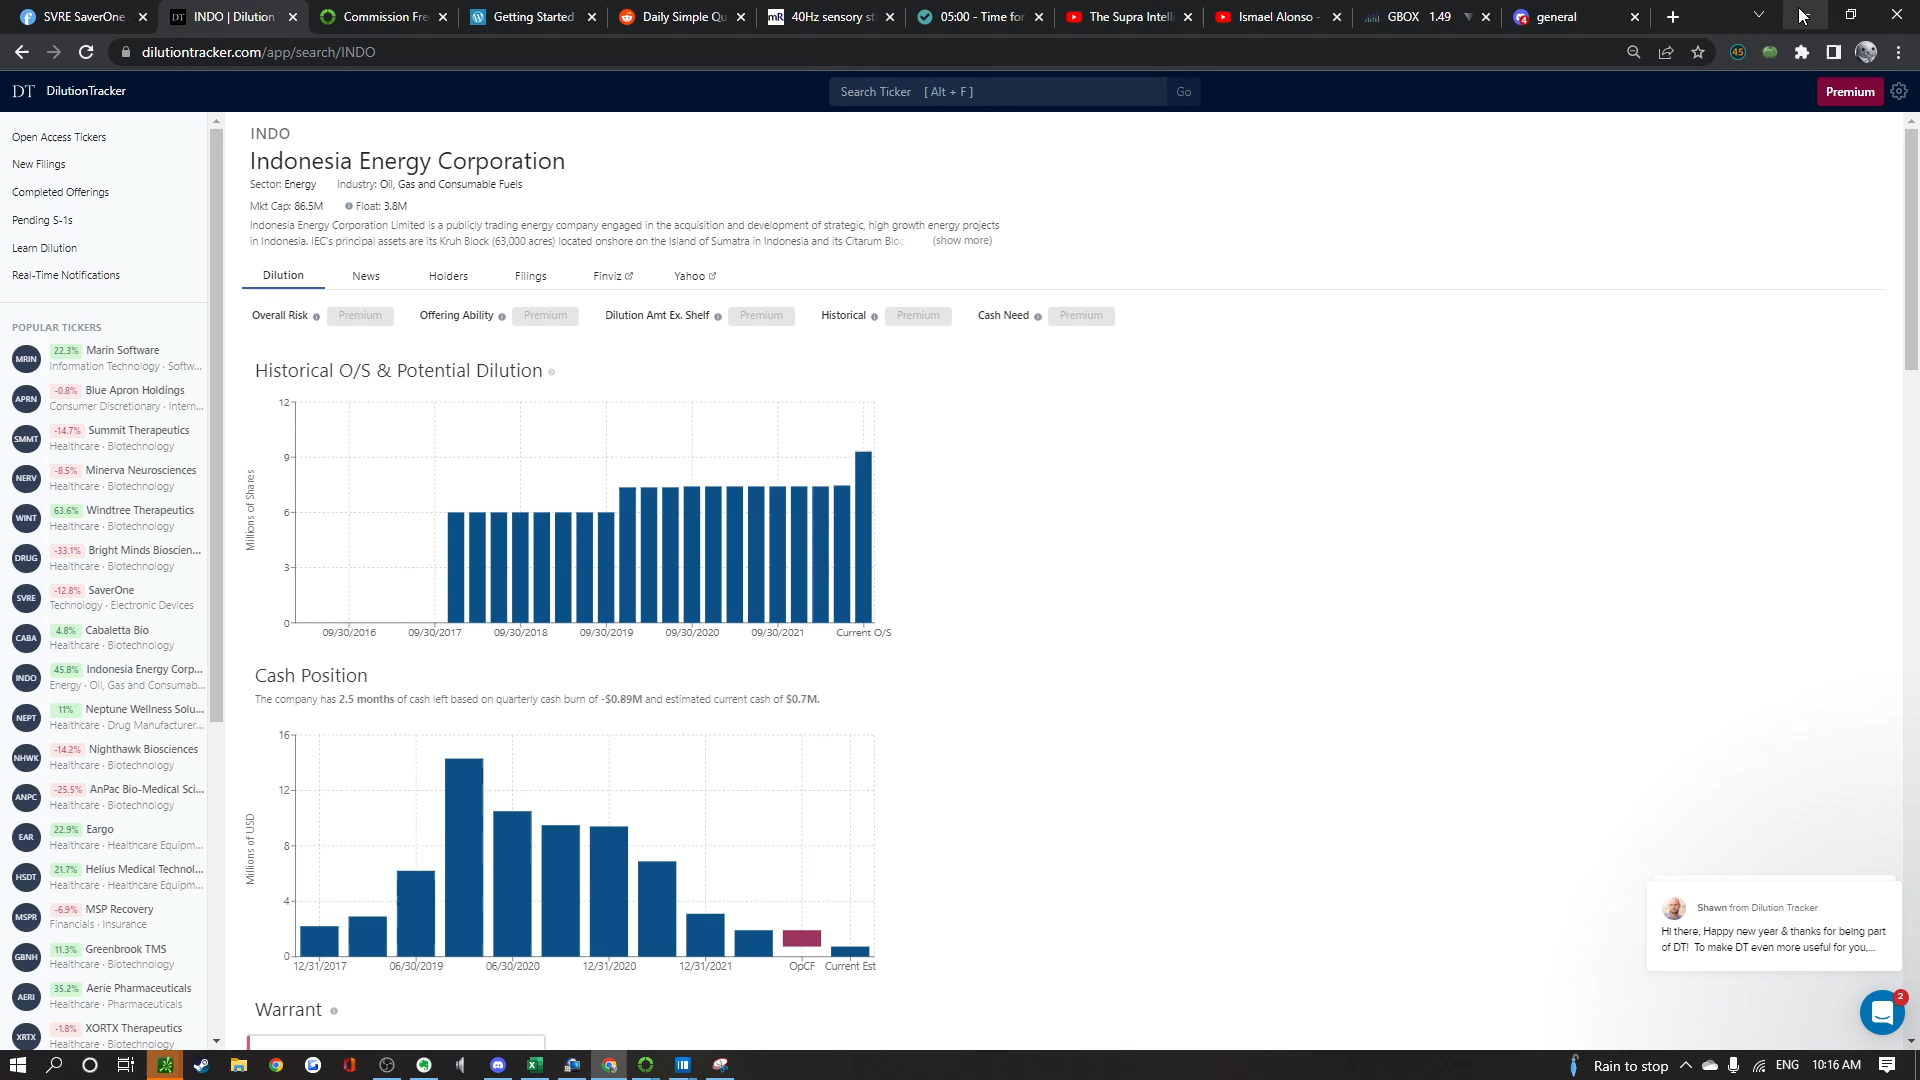 SVRE SaverOne
INDO | Dilution
Commission Fre
Getting Started
Daily Simple Qu
40Hz sensory st
05:00 - Time for
The Supra Intelli
Ismael Alonso -
GBOX 1.49
general
dilutiontracker.com/app/search/INDO
45
DT DilutionTracker
Search Ticker [ Alt + F ]
Go
Premium
Open Access Tickers
New Filings
Completed Offerings
Pending S-1s
Learn Dilution
Real-Time Notifications
POPULAR TICKERS
MRIN 22.3% Marin Software
Information Technology · Softw...
APRN -0.8% Blue Apron Holdings
Consumer Discretionary · Intern...
SMMT -14.7% Summit Therapeutics
Healthcare · Biotechnology
NERV -8.5% Minerva Neurosciences
Healthcare · Biotechnology
WINT 63.6% Windtree Therapeutics
Healthcare · Biotechnology
DRUG -33.1% Bright Minds Bioscien...
Healthcare · Biotechnology
SVRE -12.8% SaverOne
Technology · Electronic Devices
CABA 4.8% Cabaletta Bio
Healthcare · Biotechnology
INDO 45.8% Indonesia Energy Corp...
Energy · Oil, Gas and Consumab...
NEPT 11% Neptune Wellness Solu...
Healthcare · Drug Manufacturer...
NHWK -14.2% Nighthawk Biosciences
Healthcare · Biotechnology
ANPC -25.5% AnPac Bio-Medical Sci...
Healthcare · Biotechnology
EAR 22.9% Eargo
Healthcare · Healthcare Equipm...
HSDT 21.7% Helius Medical Technol...
Healthcare · Healthcare Equipm...
MSPR -6.9% MSP Recovery
Financials · Insurance
GBNH 11.3% Greenbrook TMS
Healthcare · Biotechnology
AERI 35.2% Aerie Pharmaceuticals
Healthcare · Pharmaceuticals
XRTX -1.8% XORTX Therapeutics
Healthcare · Biotechnology
INDO
Indonesia Energy Corporation
Sector: Energy Industry: Oil, Gas and Consumable Fuels
Mkt Cap: 86.5M Float: 3.8M
Indonesia Energy Corporation Limited is a publicly trading energy company engaged in the acquisition and development of strategic, high growth energy projects
in Indonesia. IEC's principal assets are its Kruh Block (63,000 acres) located onshore on the Island of Sumatra in Indonesia and its Citarum Bloc (show more)
Dilution News Holders Filings Finviz Yahoo
Overall Risk Premium Offering Ability Premium Dilution Amt Ex. Shelf Premium Historical Premium Cash Need Premium
Historical O/S & Potential Dilution
Millions of Shares
12
9
6
3
0
09/30/2016 09/30/2017 09/30/2018 09/30/2019 09/30/2020 09/30/2021 Current O/S
Cash Position
The company has 2.5 months of cash left based on quarterly cash burn of -$0.89M and estimated current cash of $0.7M.
Millions of USD
16
12
8
4
0
12/31/2017 06/30/2019 06/30/2020 12/31/2020 12/31/2021 OpCF Current Est
Warrant
Shawn from Dilution Tracker
Hi there, Happy new year & thanks for being part
of DT! To make DT even more useful for you,...
2
Rain to stop ENG 10:16 AM